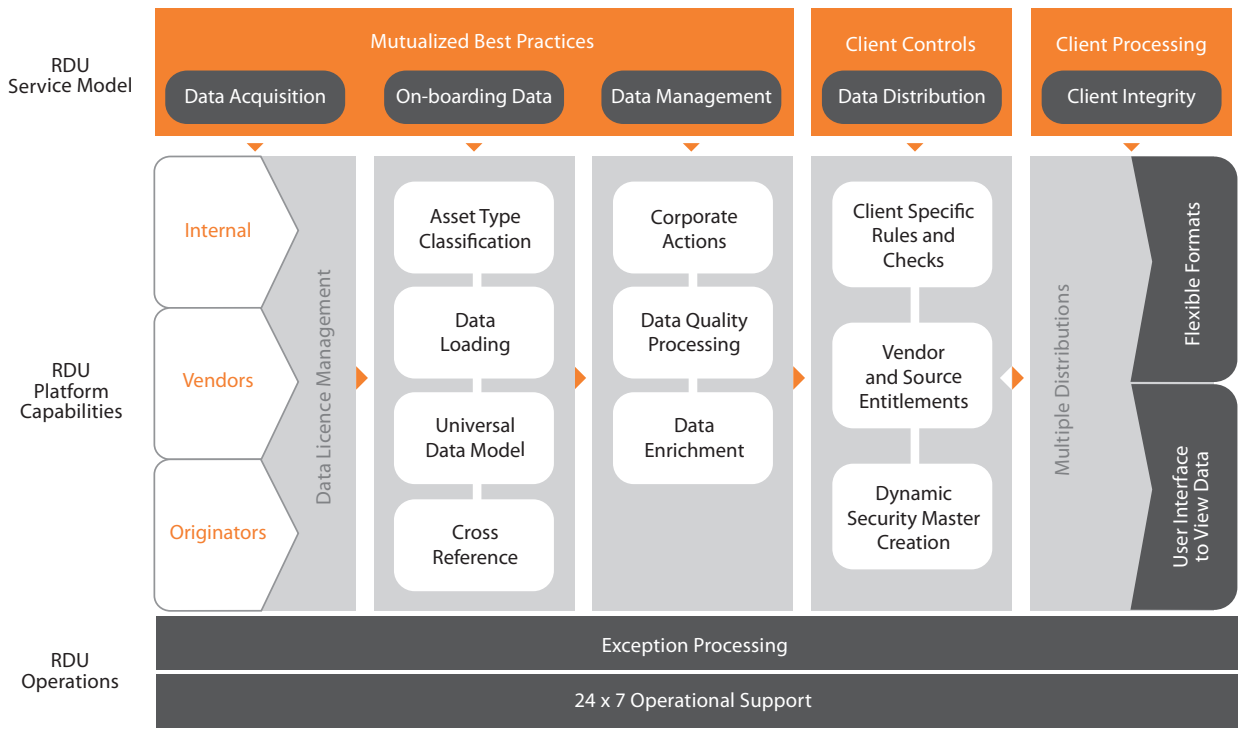 RDU
Service Model
Mutualized Best Practices
Client Controls
Client Processing
Data Acquisition
On-boarding Data
Data Management
Data Distribution
Client Integrity
RDU
Platform
Capabilities
Internal
Vendors
Originators
Data Licence Management
Asset Type
Classification
Data
Loading
Universal
Data Model
Cross
Reference
Corporate
Actions
Data Quality
Processing
Data
Enrichment
Client Specific
Rules and
Checks
Vendor
and Source
Entitlements
Dynamic
Security Master
Creation
Multiple Distributions
Flexible Formats
User Interface
to View Data
RDU
Operations
Exception Processing
24 x 7 Operational Support